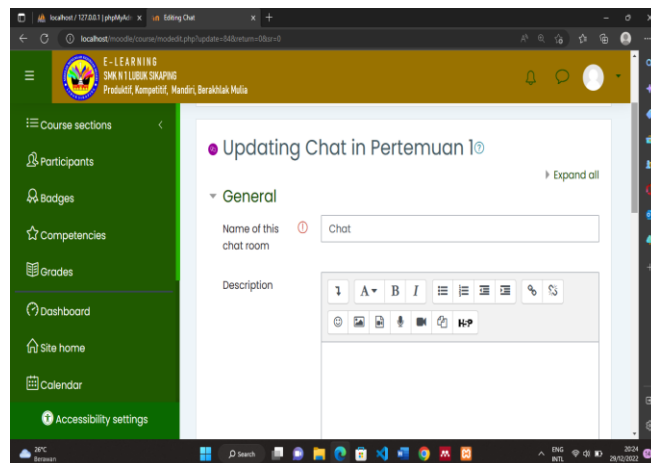 localhost / 127.0.0.1 | phpMyAd
Editing Chat
localhost/moodle/course/modedit.php?update=84&return=0&sr=0
E-LEARNING
SMK N 1 LUBUK SIKAPING
Produktif, Kompetitif, Mandiri, Berakhlak Mulia
Course sections
Participants
Badges
Competencies
Grades
Dashboard
Site home
Calendar
Accessibility settings
Updating Chat in Pertemuan 1
Expand all
General
Name of this
chat room
Chat
Description
A
B
I
H-P
26°C
Berawan
Search
ENG
INTL
20:24
29/12/2022